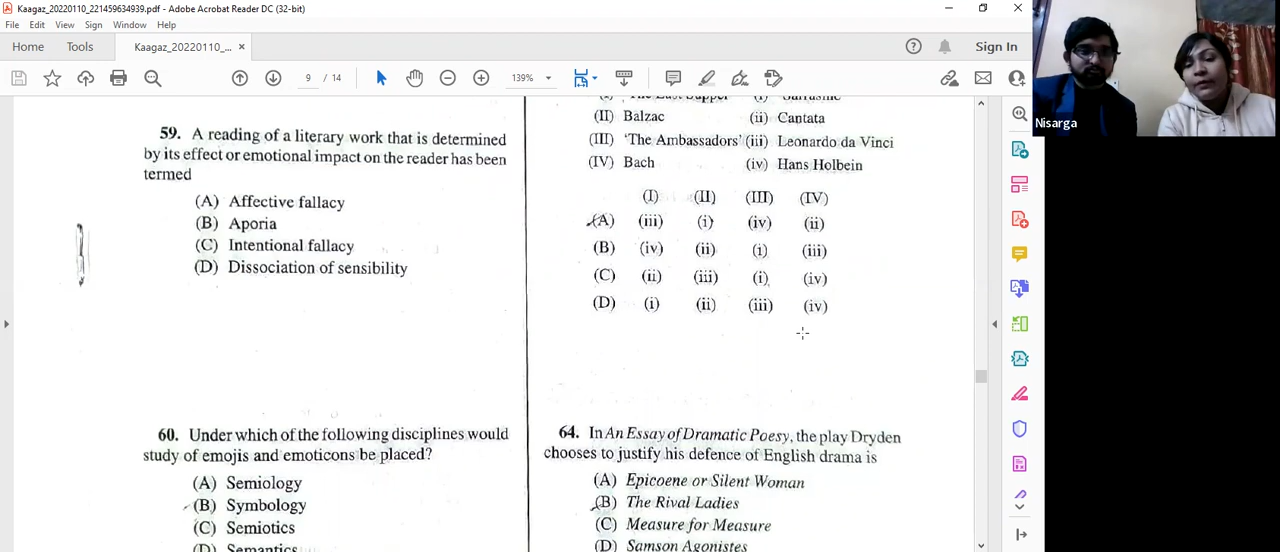 Kaagaz_20220110_221459634939.pdf - Adobe Acrobat Reader DC (32-bit)
File Edit View Sign Window Help
Home Tools Kaagaz_20220110_... × Sign In
9 / 14 139%
59. A reading of a literary work that is determined
by its effect or emotional impact on the reader has been
termed
(A) Affective fallacy
(B) Aporia
(C) Intentional fallacy
(D) Dissociation of sensibility
60. Under which of the following disciplines would
study of emojis and emoticons be placed?
(A) Semiology
(B) Symbology
(C) Semiotics
(D) Semantics
(II) Balzac (ii) Cantata
(III) 'The Ambassadors' (iii) Leonardo da Vinci
(IV) Bach (iv) Hans Holbein
(I) (II) (III) (IV)
(A) (iii) (i) (iv) (ii)
(B) (iv) (ii) (i) (iii)
(C) (ii) (iii) (i) (iv)
(D) (i) (ii) (iii) (iv)
64. In An Essay of Dramatic Poesy, the play Dryden
chooses to justify his defence of English drama is
(A) Epicoene or Silent Woman
(B) The Rival Ladies
(C) Measure for Measure
(D) Samson Agonistes
Nisarga